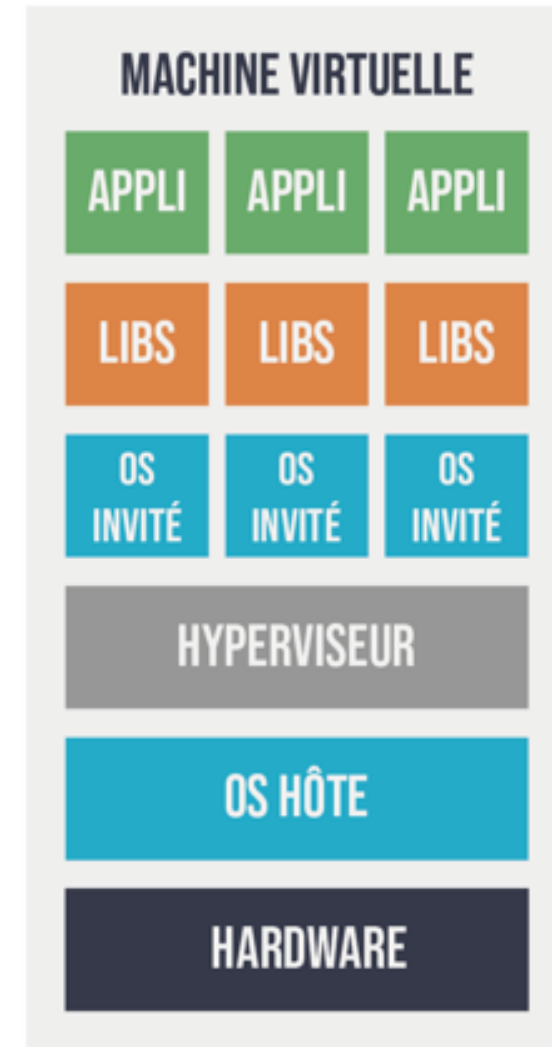 MACHINE VIRTUELLE
APPLI APPLI APPLI
LIBS LIBS LIBS
OS OS OS
INVITÉ INVITÉ INVITÉ
HYPERVISEUR
OS HÔTE
HARDWARE